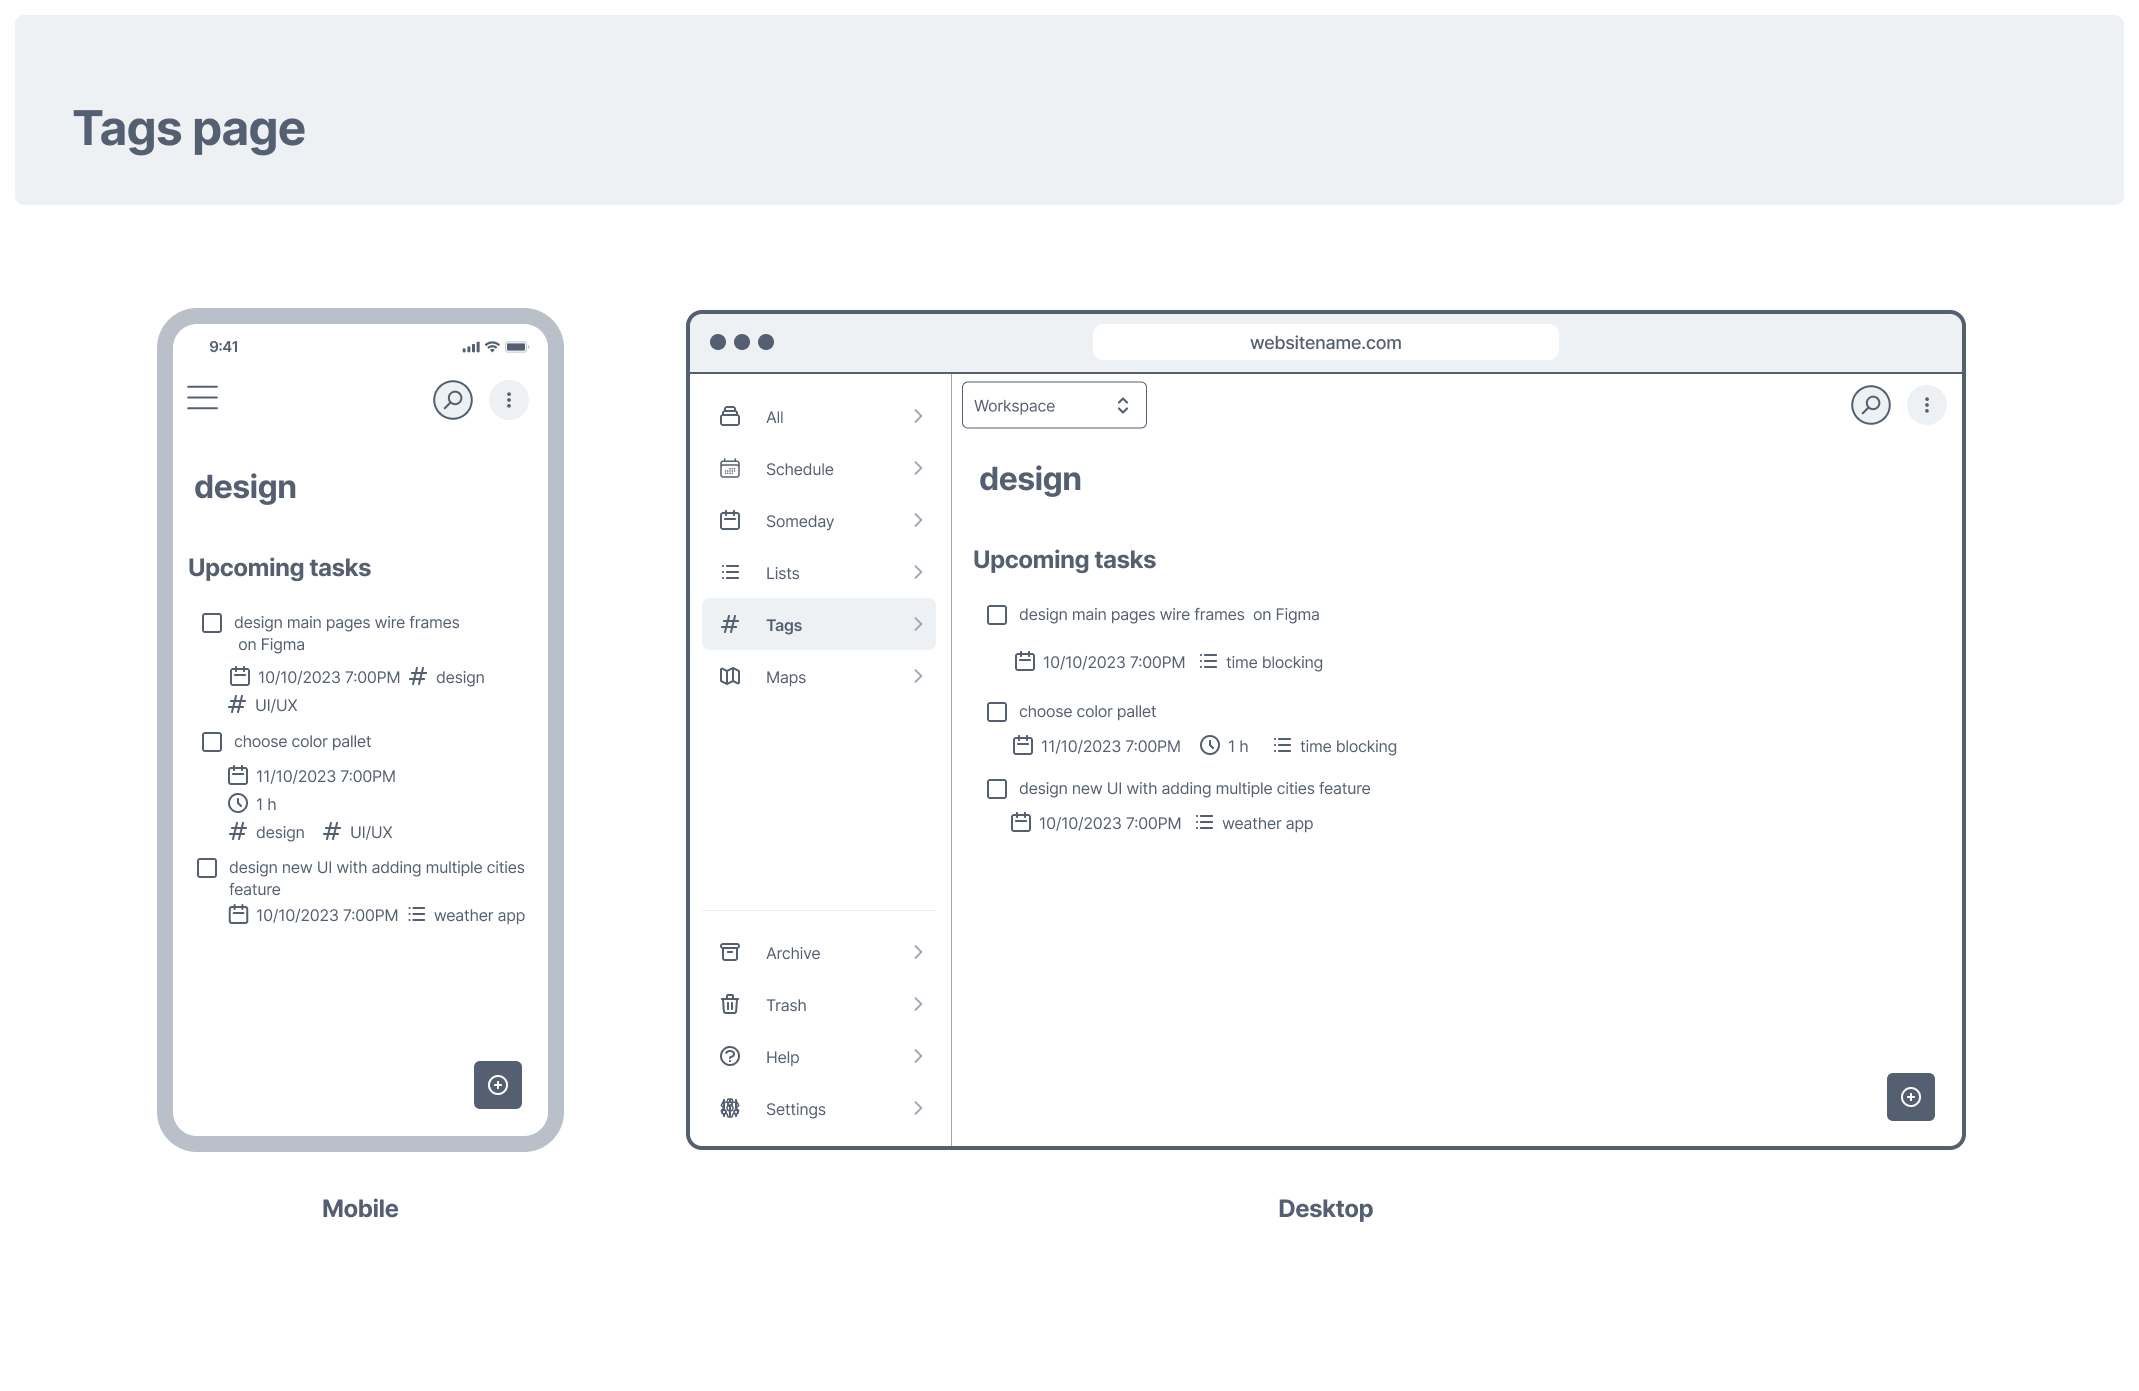 Tags page
9:41
design
Upcoming tasks
design main pages wire frames
on Figma
10/10/2023 7:00PM # design
# UI/UX
choose color pallet
11/10/2023 7:00PM
1 h
# design # UI/UX
design new UI with adding multiple cities
feature
10/10/2023 7:00PM weather app
Mobile
websitename.com
All
Schedule
Someday
Lists
# Tags
Maps
Archive
Trash
Help
Settings
Workspace
design
Upcoming tasks
design main pages wire frames  on Figma
10/10/2023 7:00PM time blocking
choose color pallet
11/10/2023 7:00PM 1 h time blocking
design new UI with adding multiple cities feature
10/10/2023 7:00PM weather app
Desktop